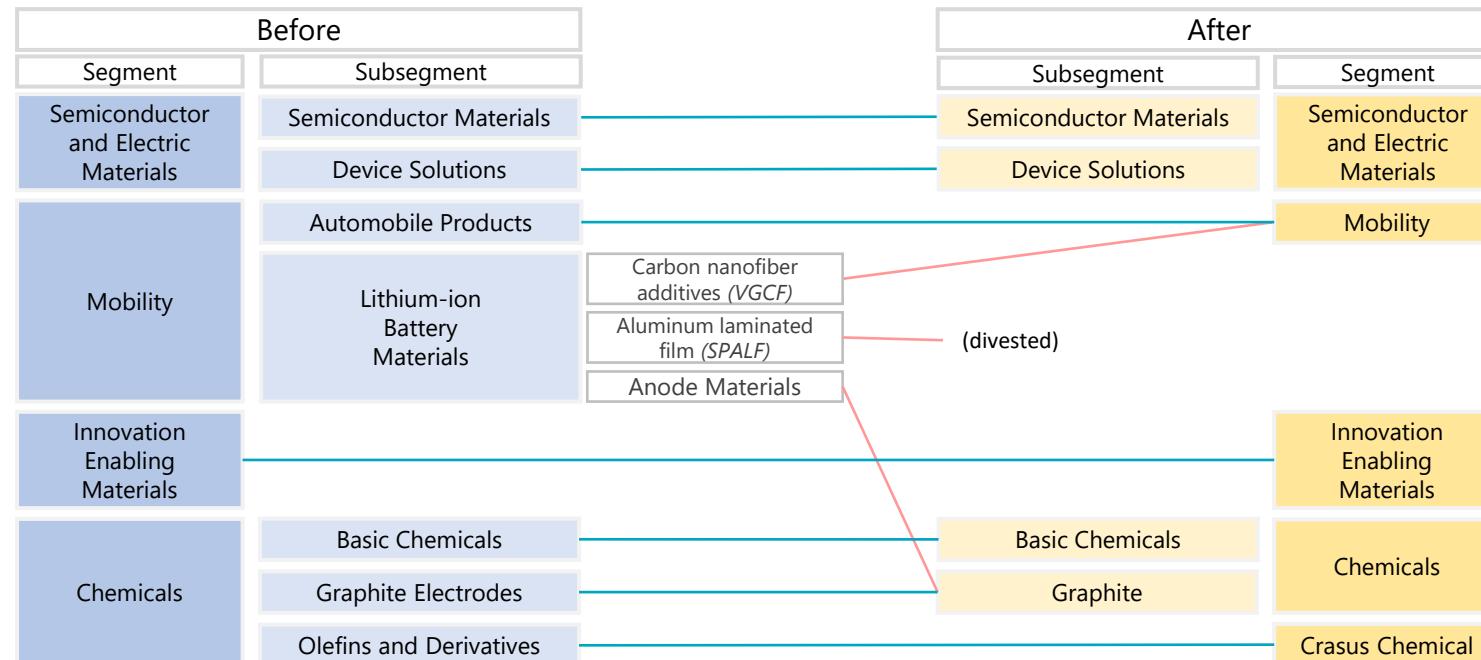 Before
After
Segment
Subsegment
Subsegment
Segment
Semiconductor
and Electric
Materials
Semiconductor Materials
Device Solutions
Semiconductor Materials
Device Solutions
Semiconductor
and Electric
Materials
Mobility
Automobile Products
Mobility
Lithium-ion
Battery
Materials
Carbon nanofiber
additives (VGCF)
Aluminum laminated
film (SPALF)
(divested)
Anode Materials
Innovation
Enabling
Materials
Innovation
Enabling
Materials
Chemicals
Basic Chemicals
Basic Chemicals
Chemicals
Graphite Electrodes
Graphite
Olefins and Derivatives
Crasus Chemical